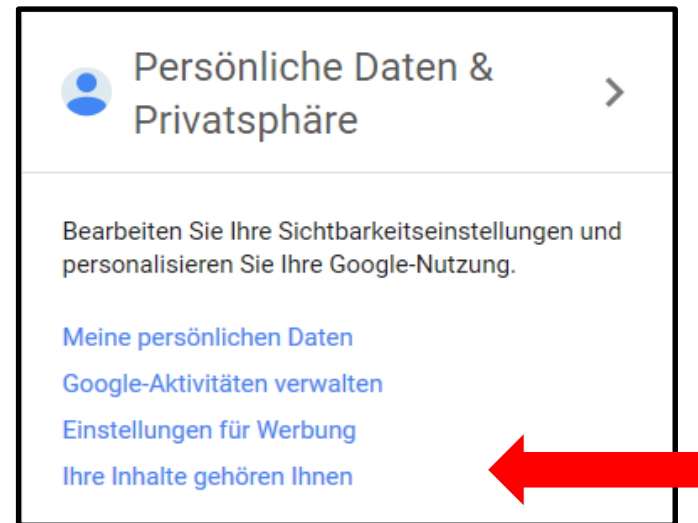 Persönliche Daten &
Privatsphäre
Bearbeiten Sie Ihre Sichtbarkeitseinstellungen und
personalisieren Sie Ihre Google-Nutzung.
Meine persönlichen Daten
Google-Aktivitäten verwalten
Einstellungen für Werbung
Ihre Inhalte gehören Ihnen